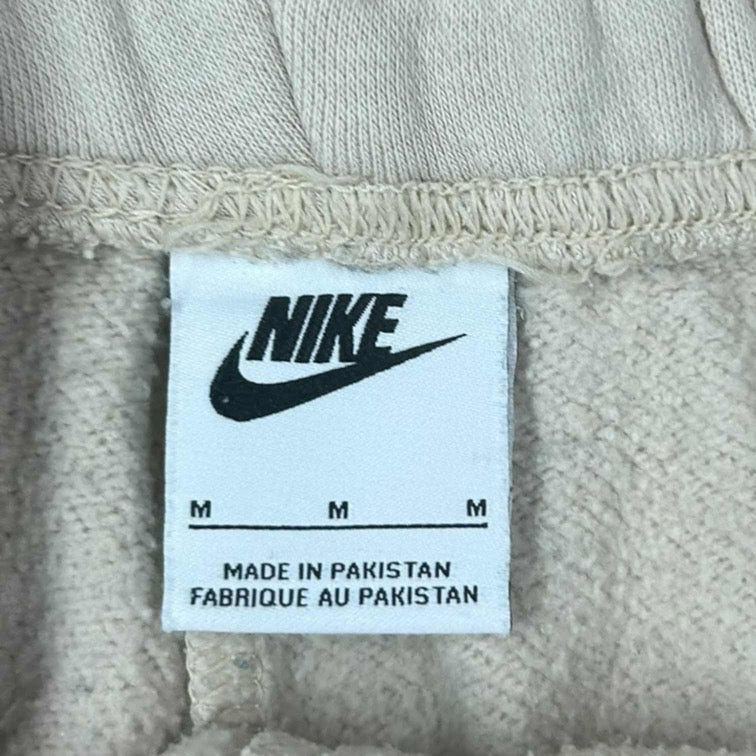 NIKE
M M M
MADE IN PAKISTAN
FABRIQUE AU PAKISTAN